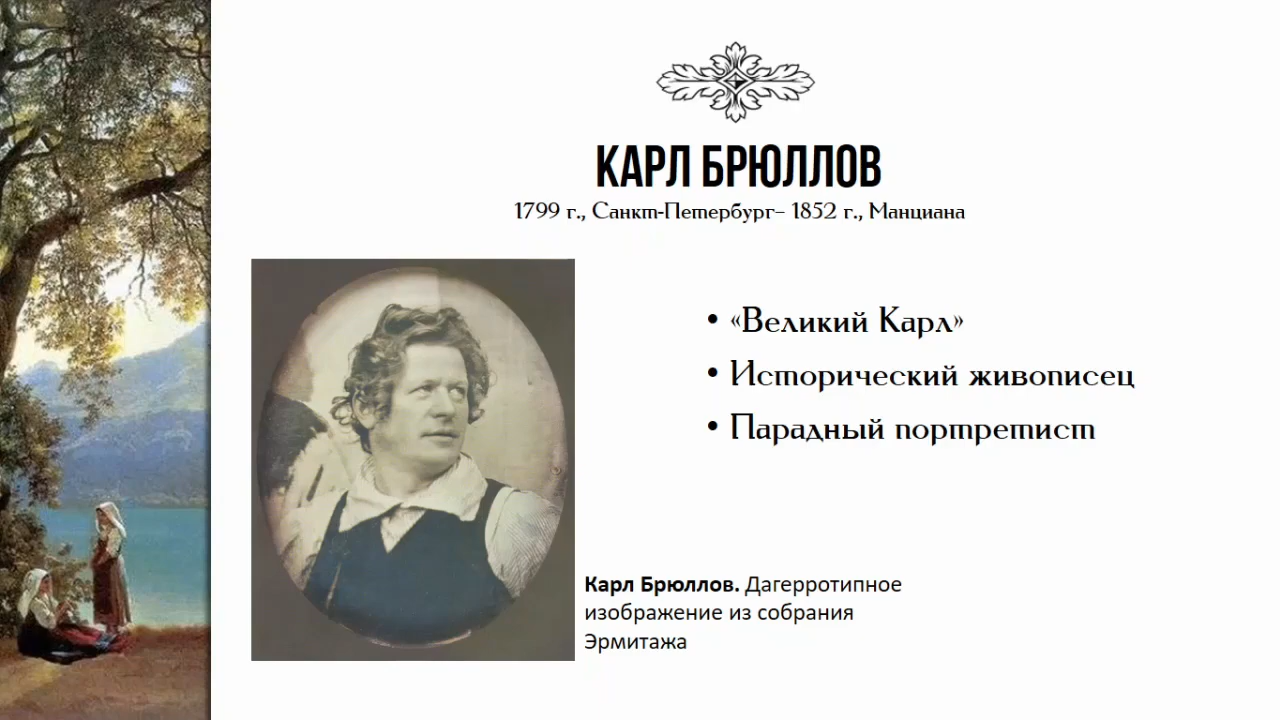 КАРЛ БРЮЛЛОВ
1799 г., Санкт-Петербург– 1852 г., Манциана
• «Великий Карл»
• Исторический живописец
• Парадный портретист
Карл Брюллов. Дагерротипное
изображение из собрания
Эрмитажа